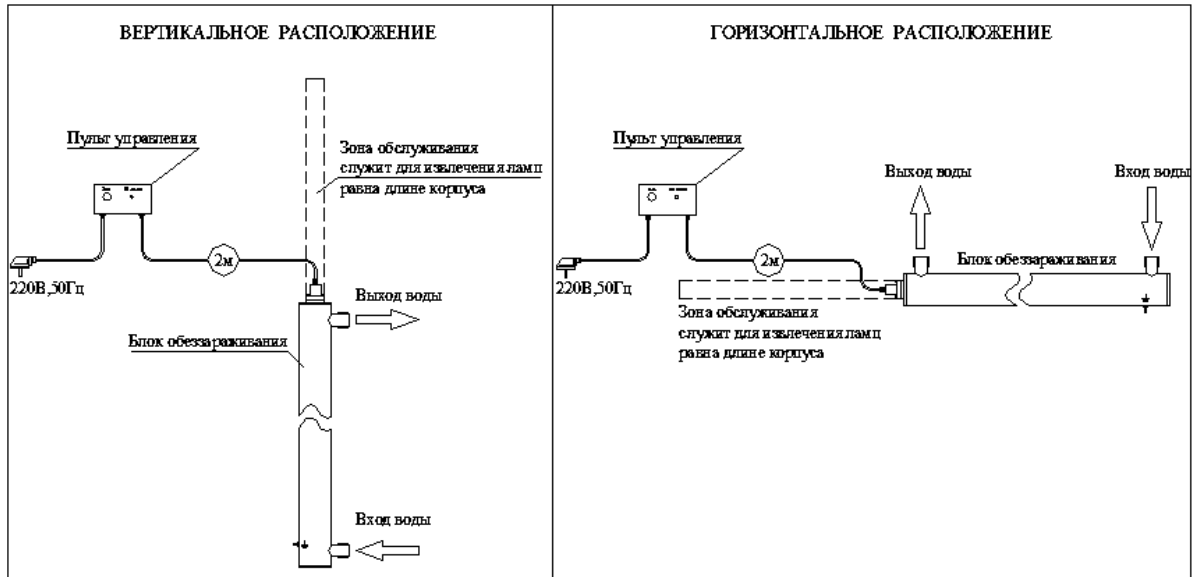 ВЕРТИКАЛЬНОЕ РАСПОЛОЖЕНИЕ
Пульт управления
Зона обслуживания
служит для извлечения ламп
равна длине корпуса
2м
220В,50Гц
Выход воды
Блок обеззараживания
Вход воды
ГОРИЗОНТАЛЬНОЕ РАСПОЛОЖЕНИЕ
Пульт управления
Выход воды
Вход воды
2м
Блок обеззараживания
220В,50Гц
Зона обслуживания
служит для извлечения ламп
равна длине корпуса